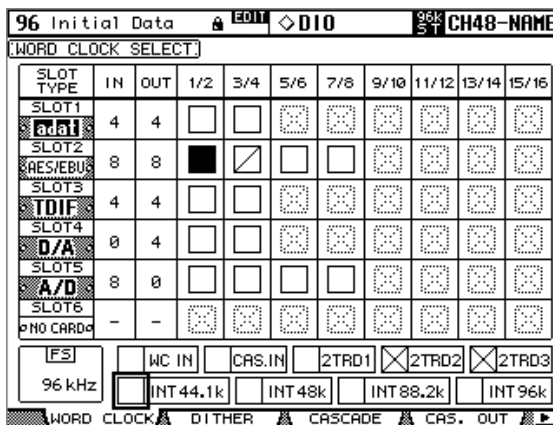 96 Initial Data EDIT DIO 96k ST CH48-NAME
WORD CLOCK SELECT
SLOT TYPE IN OUT 1/2 3/4 5/6 7/8 9/10 11/12 13/14 15/16
SLOT1
adat 4 4
SLOT2
AES/EBU 8 8
SLOT3
TDIF 4 4
SLOT4
D/A 0 4
SLOT5
A/D 8 0
SLOT6
NO CARD - -
FS WC IN CAS.IN 2TRD1 2TRD2 2TRD3
96 kHz INT44.1k INT48k INT88.2k INT96k
WORD CLOCK DITHER CASCADE CAS. OUT